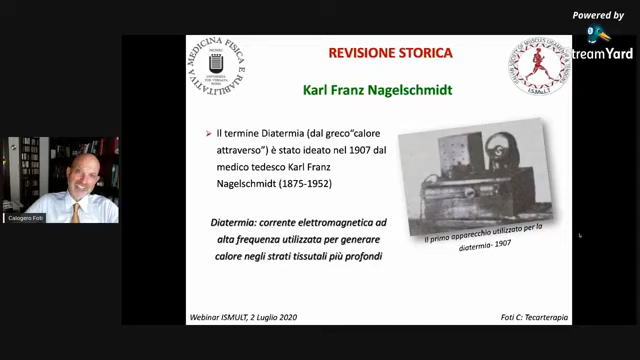 Powered by
StreamYard
REVISIONE STORICA
Karl Franz Nagelschmidt
MEDICINA FISICA E RIABILITATIVA
ISMULT
Il termine Diatermia (dal greco“calore
attraverso”) è stato ideato nel 1907 dal
medico tedesco Karl Franz
Nagelschmidt (1875-1952)
Diatermia: corrente elettromagnetica ad
alta frequenza utilizzata per generare
calore negli strati tissutali più profondi
Il primo apparecchio utilizzato per la
diatermia- 1907
Calogero Foti
Webinar ISMULT, 2 Luglio 2020
Foti C: Tecarterapia